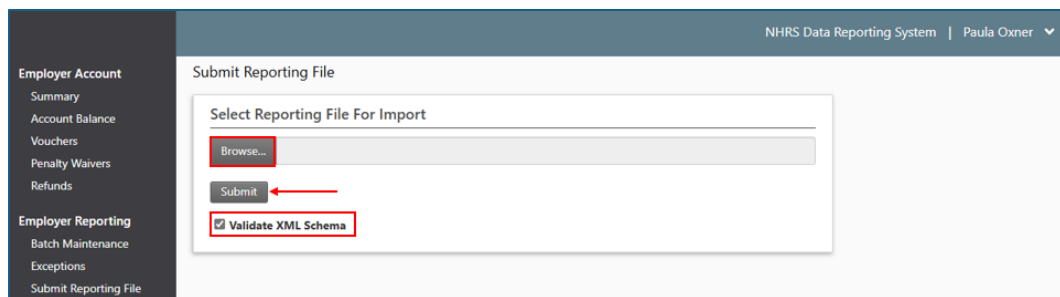 NHRS Data Reporting System | Paula Oxner
Employer Account
Summary
Account Balance
Vouchers
Penalty Waivers
Refunds
Employer Reporting
Batch Maintenance
Exceptions
Submit Reporting File
Submit Reporting File
Select Reporting File For Import
Browse...
Submit
Validate XML Schema